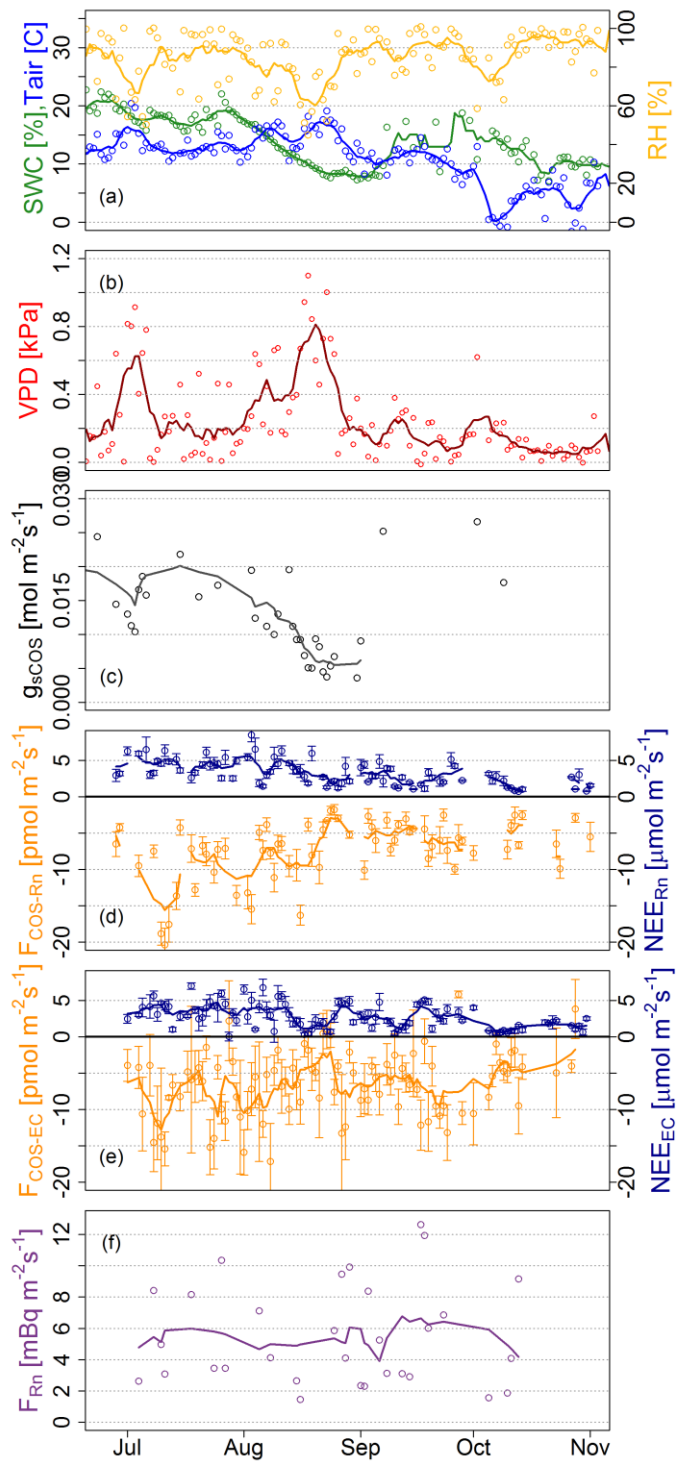 SWC [%],Tair [C]
0 10 20 30
(a)
0 20 60 100
RH [%]
VPD [kPa]
0.0 0.4 0.8 1.2
(b)
gsCOS [mol m-2s-1]
0.000 0.015 0.030
(c)
FCOS-Rn [pmol m-2s-1]
-20 -10 0 5
(d)
0 5
NEERn [μmol m-2s-1]
FCOS-EC [pmol m-2s-1]
-20 -10 0 5
(e)
0 5
NEEEC [μmol m-2s-1]
FRn [mBq m-2s-1]
0 2 4 6 8 12
(f)
Jul Aug Sep Oct Nov